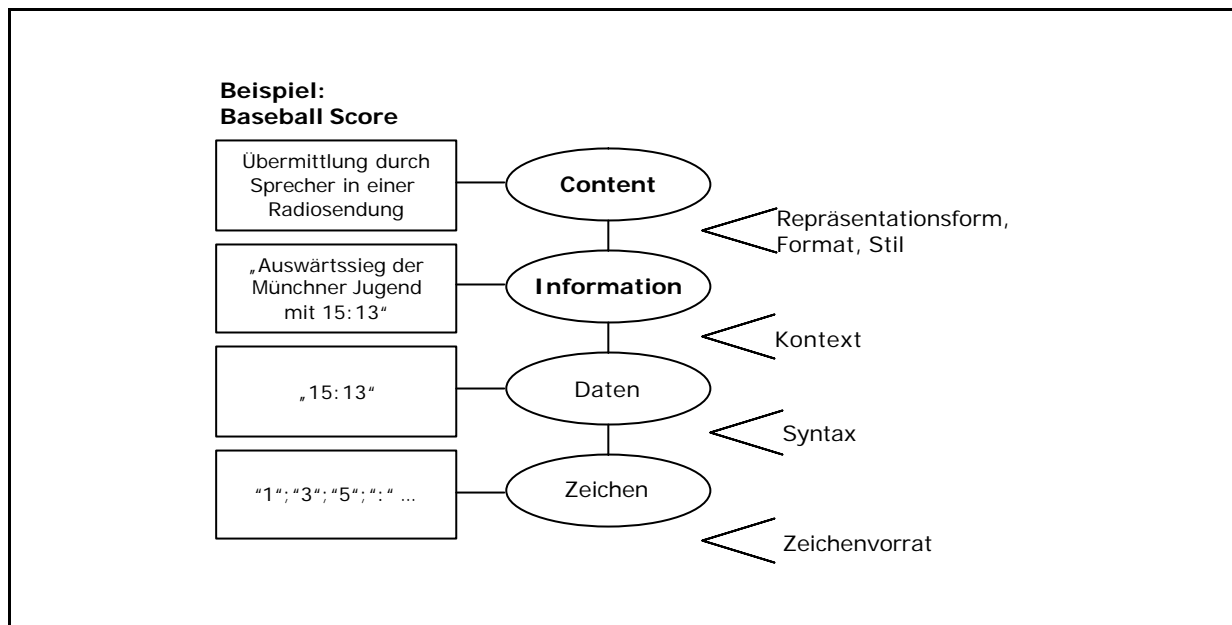 Beispiel:
Baseball Score
Übermittlung durch
Sprecher in einer
Radiosendung
Content
Repräsentationsform,
Format, Stil
„Auswärtssieg der
Münchner Jugend
mit 15:13“
Information
Kontext
„15:13“
Daten
Syntax
“1“;“3“;“5“;“:“ …
Zeichen
Zeichenvorrat